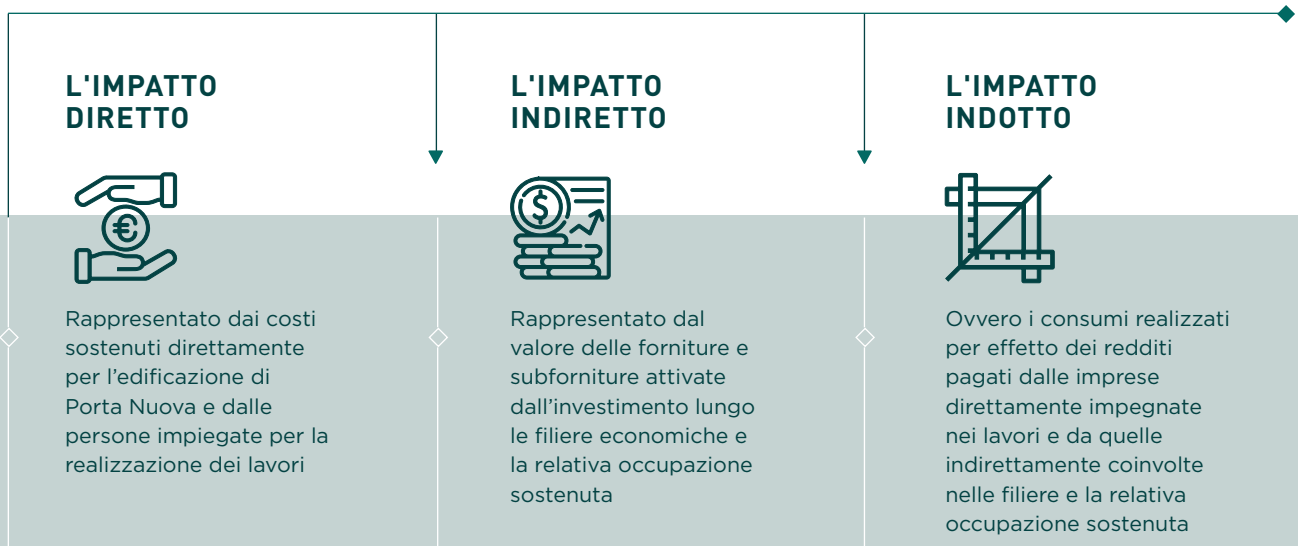 L'IMPATTO
DIRETTO
Rappresentato dai costi
sostenuti direttamente
per l’edificazione di
Porta Nuova e dalle
persone impiegate per la
realizzazione dei lavori
L'IMPATTO
INDIRETTO
$
Rappresentato dal
valore delle forniture e
subforniture attivate
dall’investimento lungo
le filiere economiche e
la relativa occupazione
sostenuta
L'IMPATTO
INDOTTO
Ovvero i consumi realizzati
per effetto dei redditi
pagati dalle imprese
direttamente impegnate
nei lavori e da quelle
indirettamente coinvolte
nelle filiere e la relativa
occupazione sostenuta